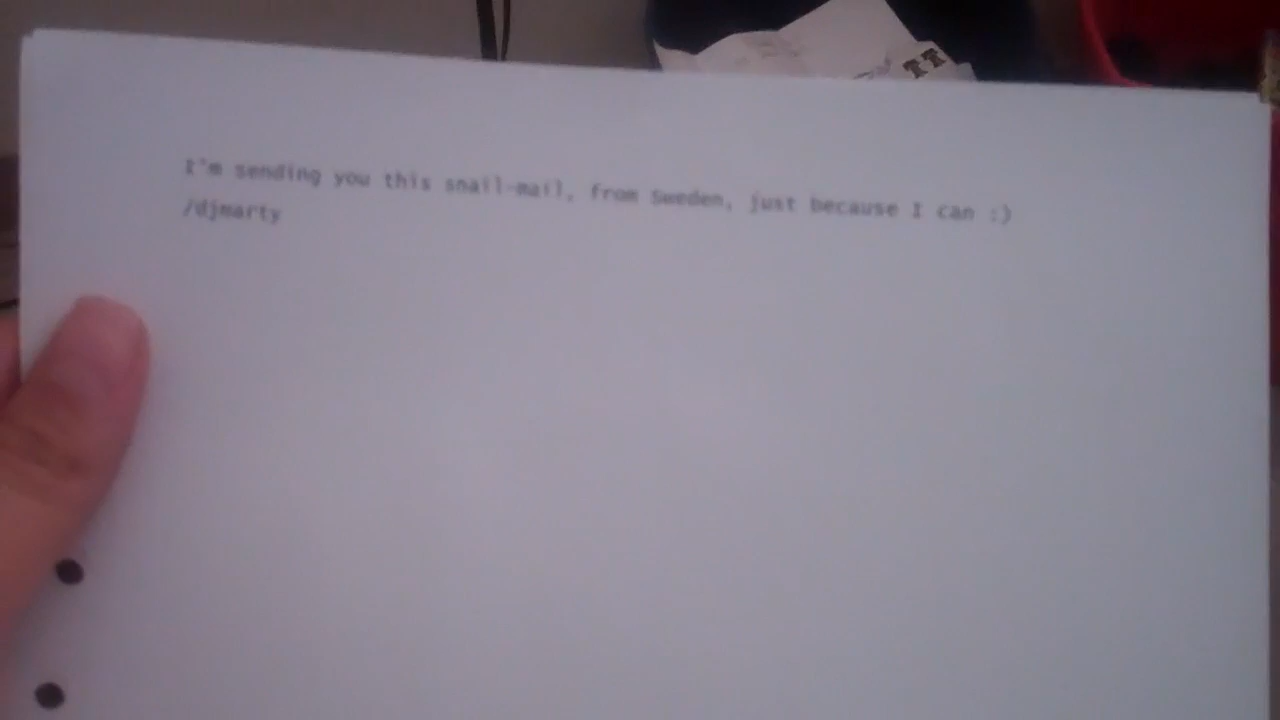 I'm sending you this snail-mail, from Sweden, just because I can :)
/djmarty